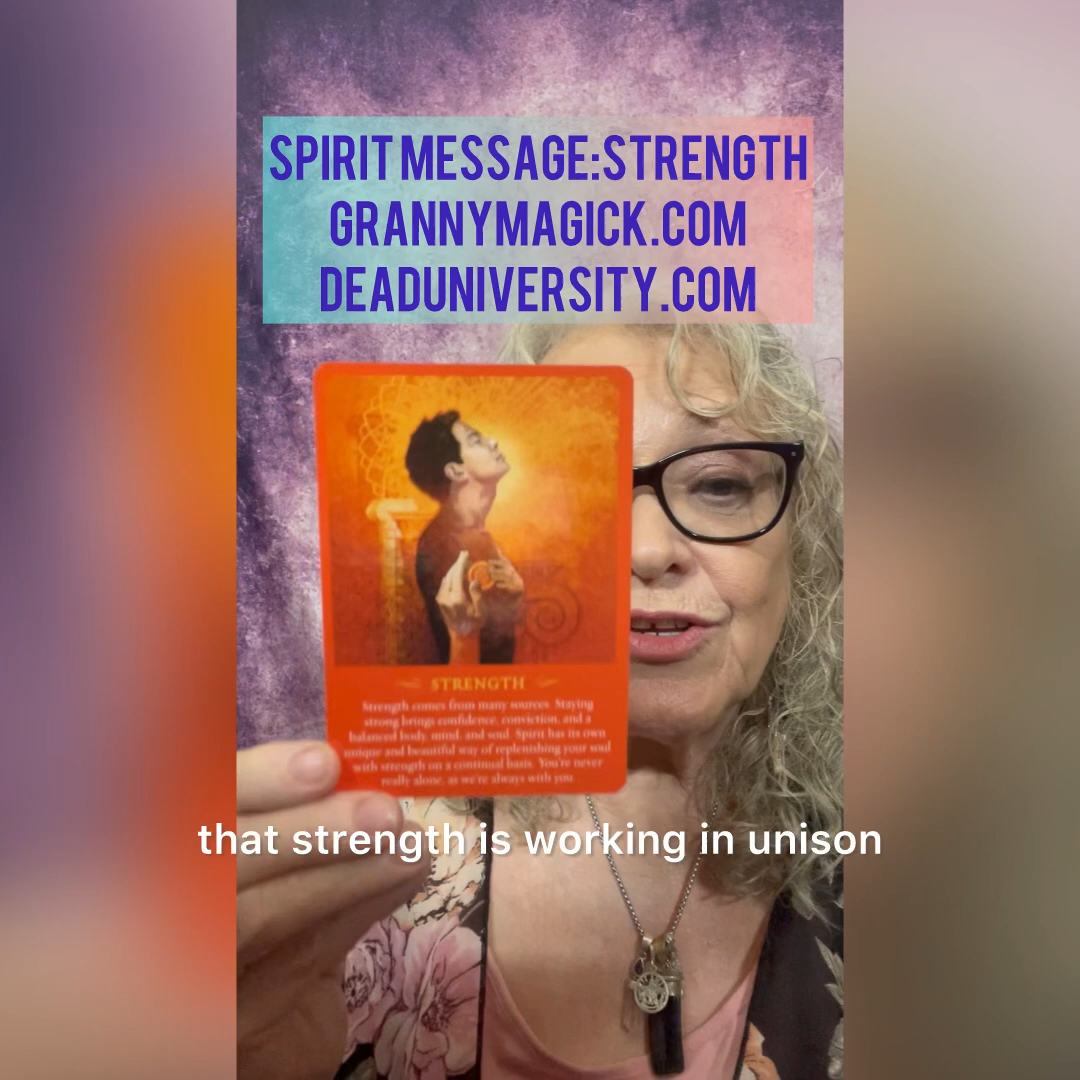 SPIRIT MESSAGE:STRENGTH
GRANNYMAGICK.COM
DEADUNIVERSITY.COM
STRENGTH
Strength comes from many sources. Staying
strong brings confidence, conviction, and a
balanced body, mind, and soul. Spirit has its own
unique and beautiful way of replenishing your soul
with strength on a continual basis. You're never
really alone, as we're always with you.
that strength is working in unison